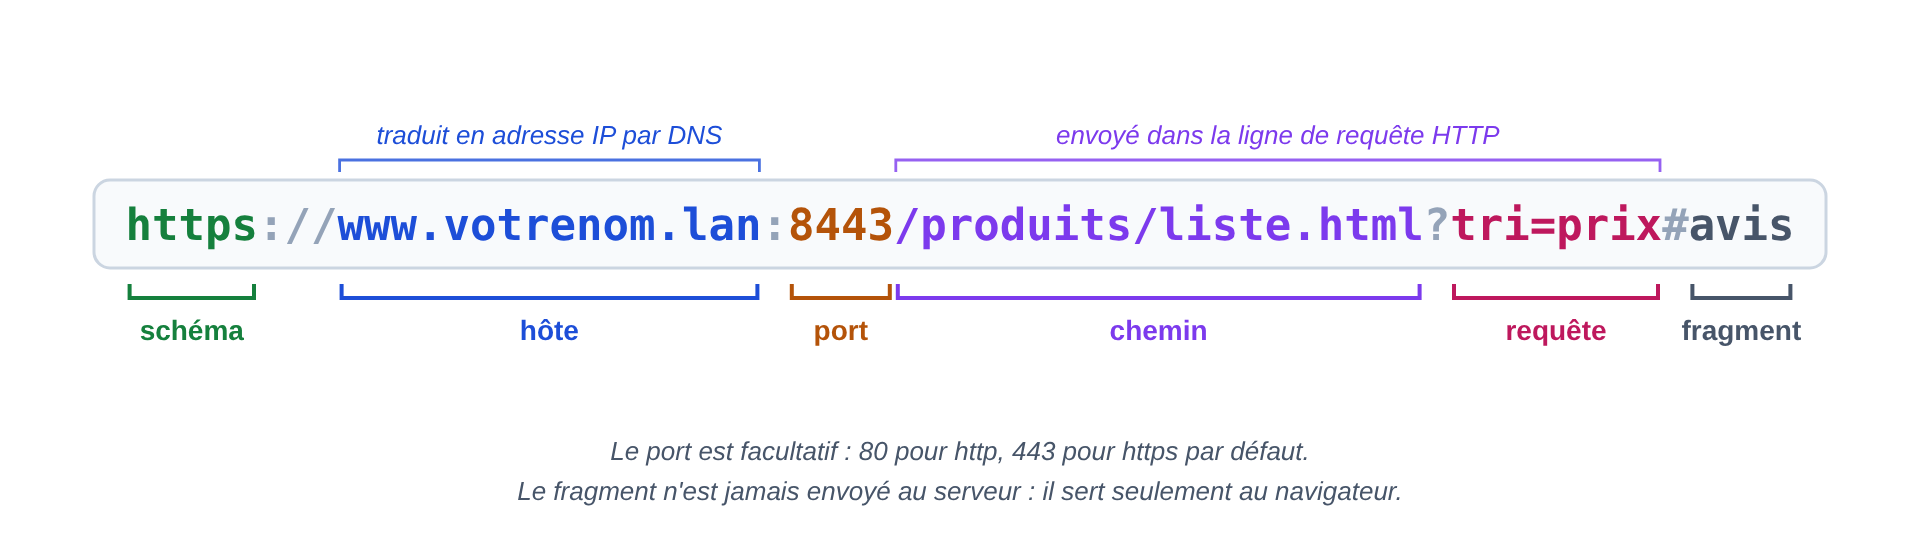 traduit en adresse IP par DNS
envoyé dans la ligne de requête HTTP
https://www.votrenom.lan:8443/produits/liste.html?tri=prix#avis
schéma
hôte
port
chemin
requête
fragment
Le port est facultatif : 80 pour http, 443 pour https par défaut.
Le fragment n'est jamais envoyé au serveur : il sert seulement au navigateur.